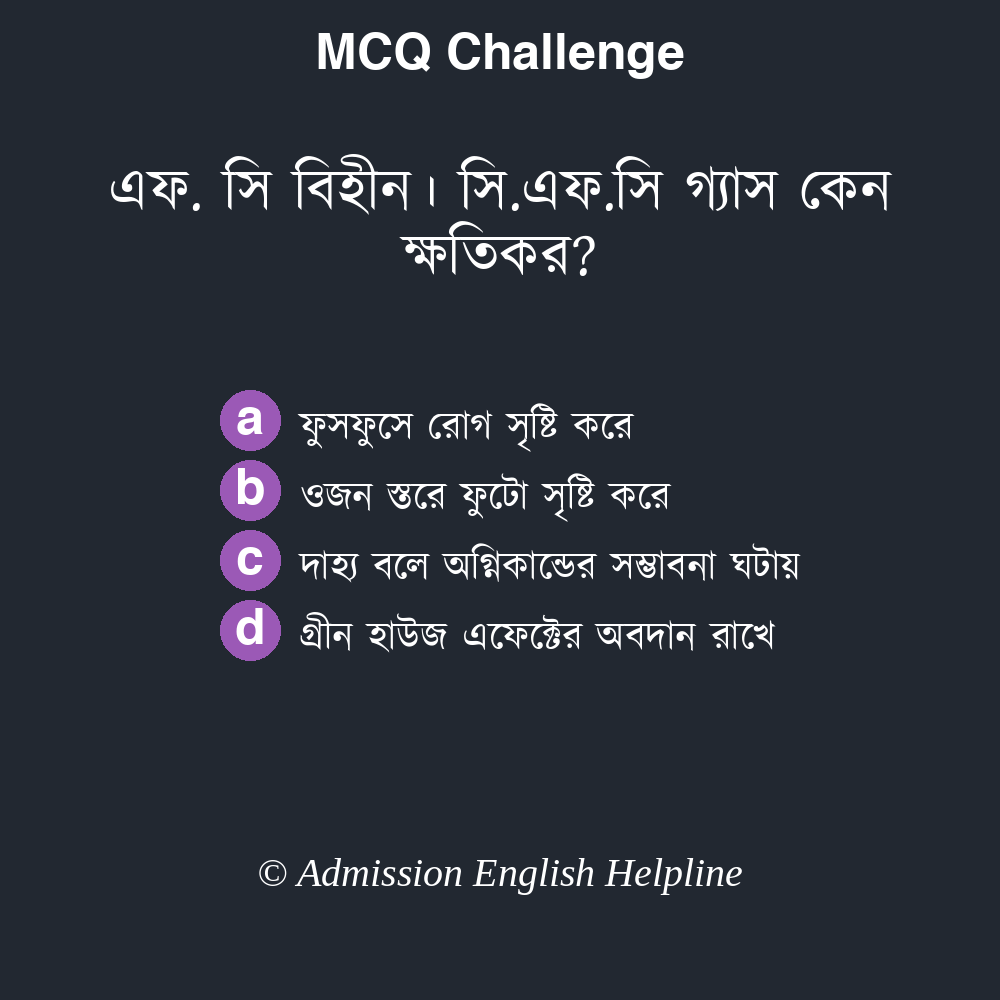 MCQ Challenge
এফ. সি বিহীন। সি.এফ.সি গ্যাস কেন
ক্ষতিকর?
a ফুসফুসে রোগ সৃষ্টি করে
b ওজন স্তরে ফুটো সৃষ্টি করে
c দাহ্য বলে অগ্নিকান্ডের সম্ভাবনা ঘটায়
d গ্রীন হাউজ এফেক্টের অবদান রাখে
© Admission English Helpline